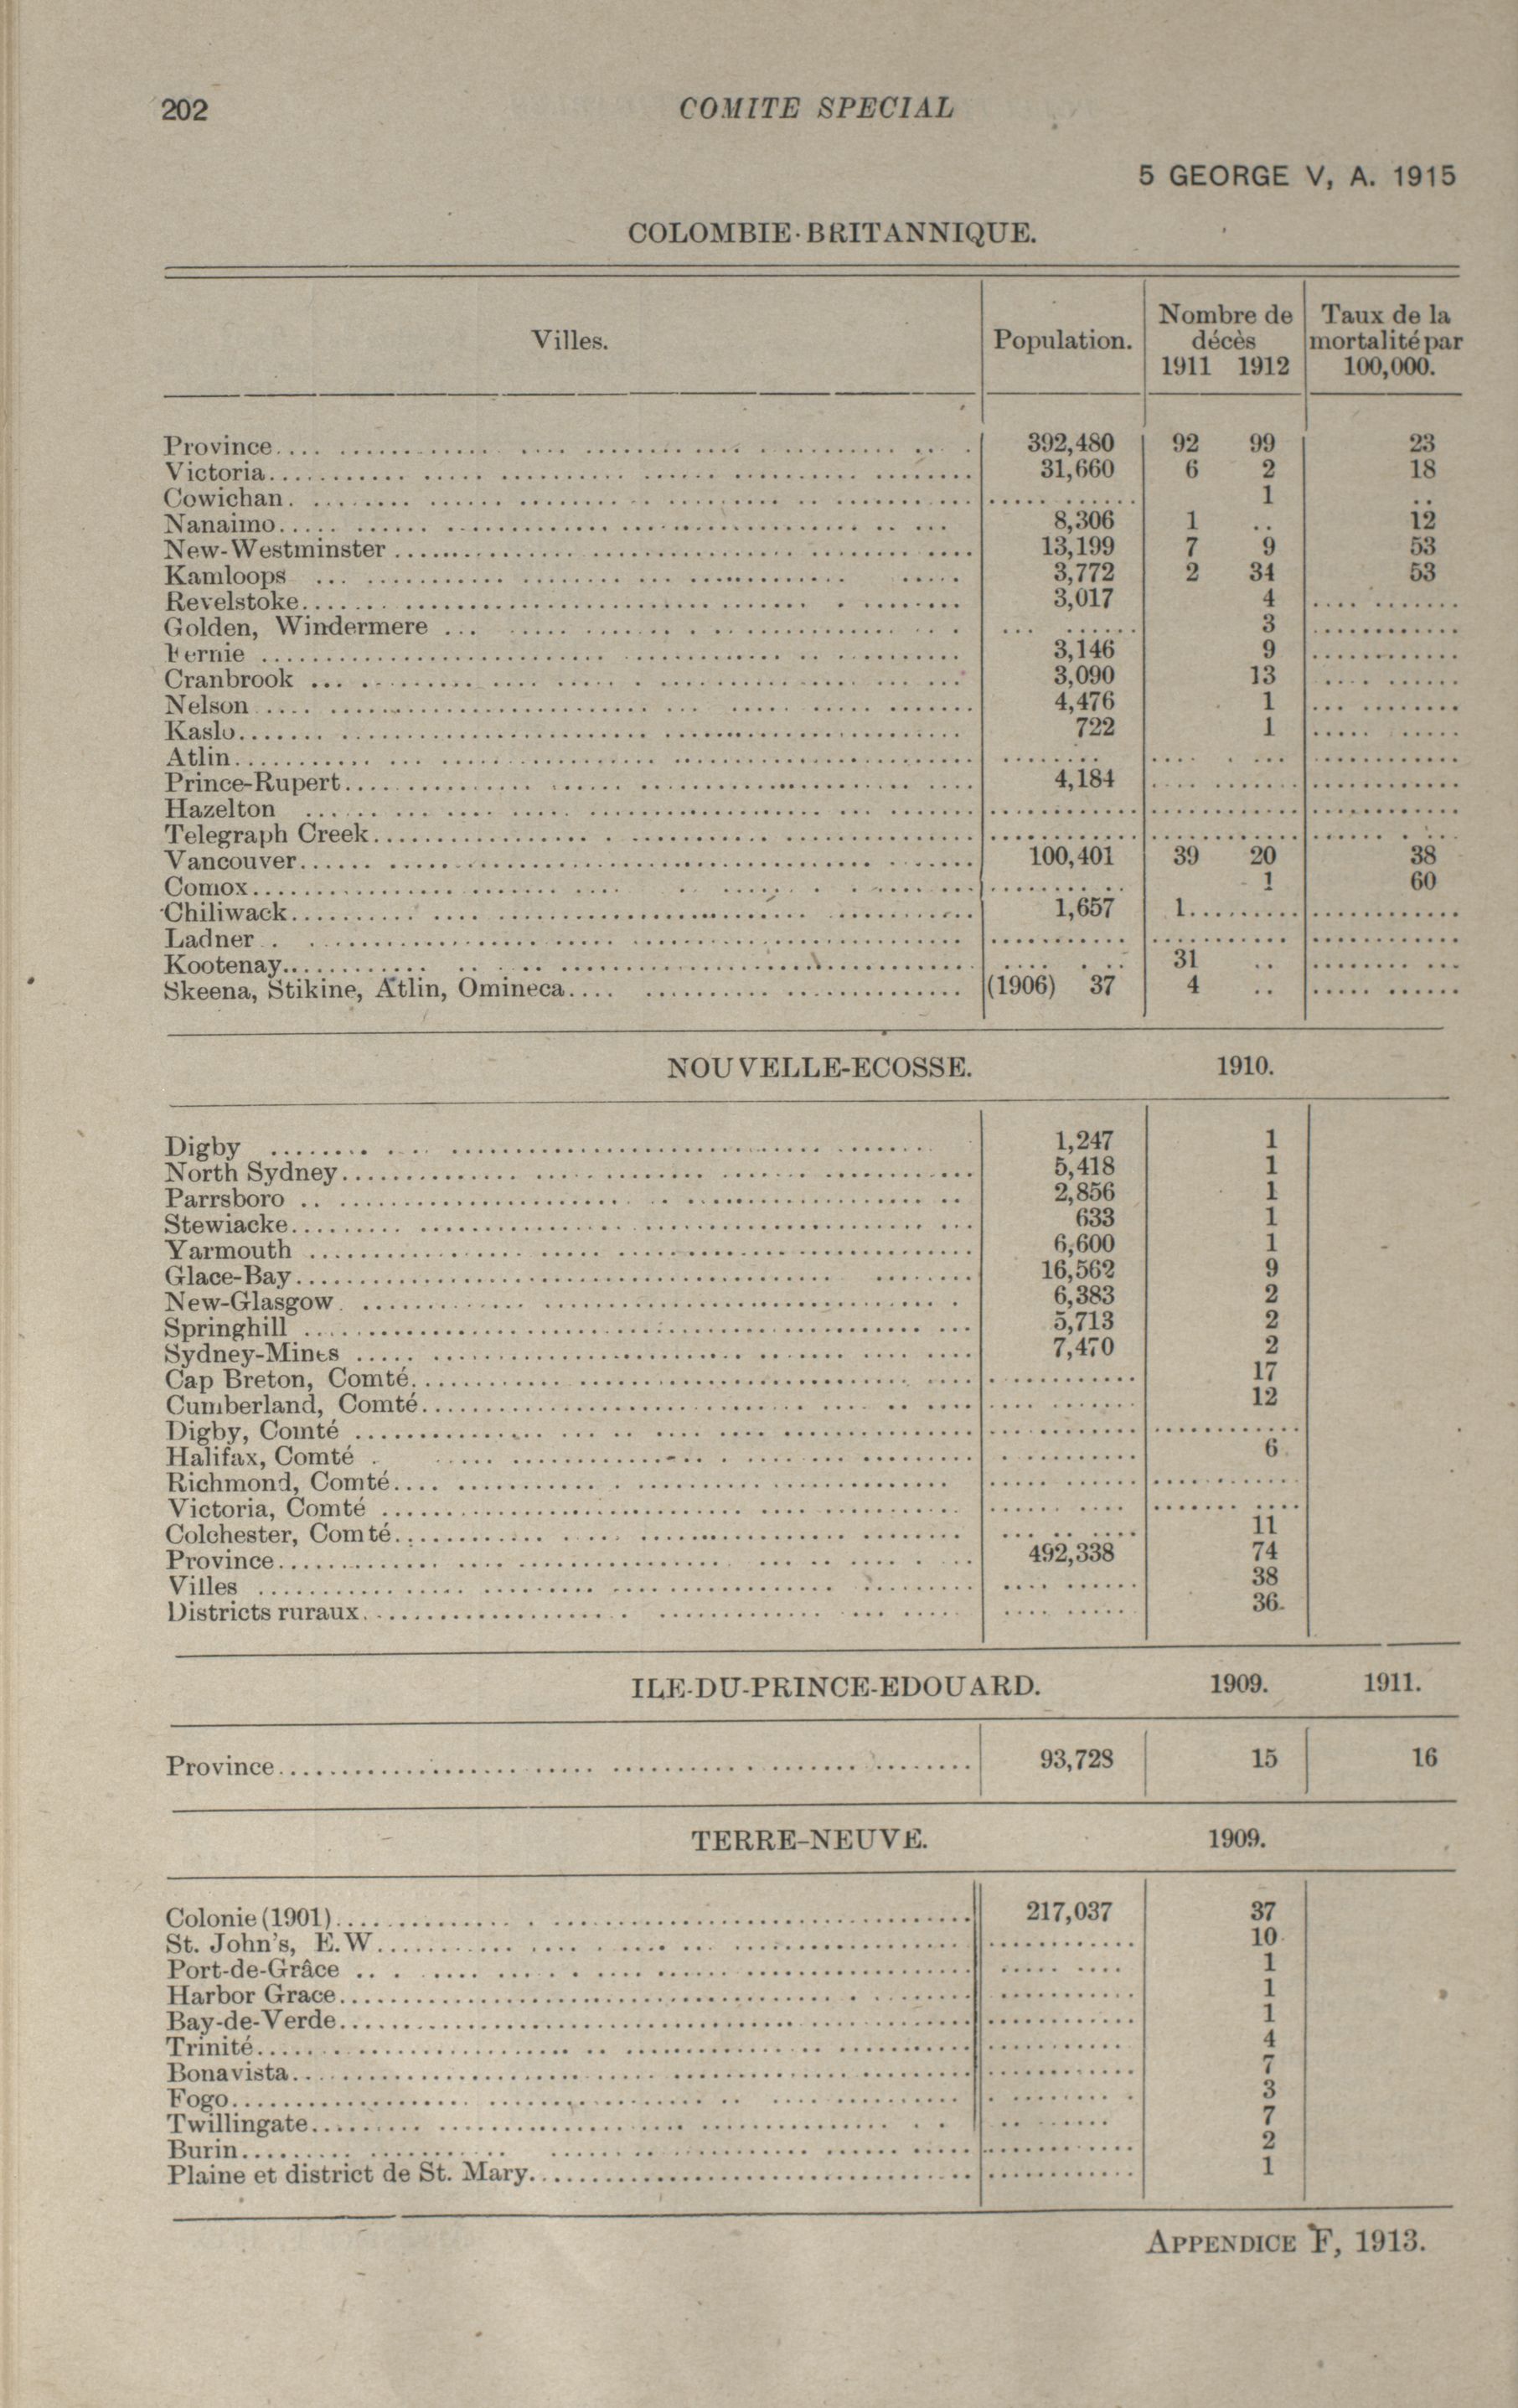 202 COMITE SPECIAL
5 GEORGE V, A. 1915
COLOMBIE-BRITANNIQUE.
Villes. Population. Nombre de décès 1911 1912 Taux de la mortalité par 100,000.
Province 392,480 92 99 23
Victoria 31,660 6 2 18
Cowichan 1 ..
Nanaimo 8,306 1 .. 12
New-Westminster 13,199 7 9 53
Kamloops 3,772 2 34 53
Revelstoke 3,017 4
Golden, Windermere 3
Fernie 3,146 9
Cranbrook 3,090 13
Nelson 4,476 1
Kaslo 722 1
Atlin
Prince-Rupert 4,184
Hazelton
Telegraph Creek
Vancouver 100,401 39 20 38
Comox 1 60
Chiliwack 1,657 1
Ladner
Kootenay 31 ..
Skeena, Stikine, Atlin, Omineca (1906) 37 4 ..
NOUVELLE-ECOSSE. 1910.
Digby 1,247 1
North Sydney 5,418 1
Parrsboro 2,856 1
Stewiacke 633 1
Yarmouth 6,600 1
Glace-Bay 16,562 9
New-Glasgow 6,383 2
Springhill 5,713 2
Sydney-Mines 7,470 2
Cap Breton, Comté 17
Cumberland, Comté 12
Digby, Comté
Halifax, Comté 6
Richmond, Comté
Victoria, Comté
Colchester, Comté 11
Province 492,338 74
Villes 38
Districts ruraux 36
ILE-DU-PRINCE-EDOUARD. 1909. 1911.
Province 93,728 15 16
TERRE-NEUVE. 1909.
Colonie (1901) 217,037 37
St. John's, E.W. 10
Port-de-Grâce 1
Harbor Grace 1
Bay-de-Verde 1
Trinité 4
Bonavista 7
Fogo 3
Twillingate 7
Burin 2
Plaine et district de St. Mary 1
APPENDICE F, 1913.